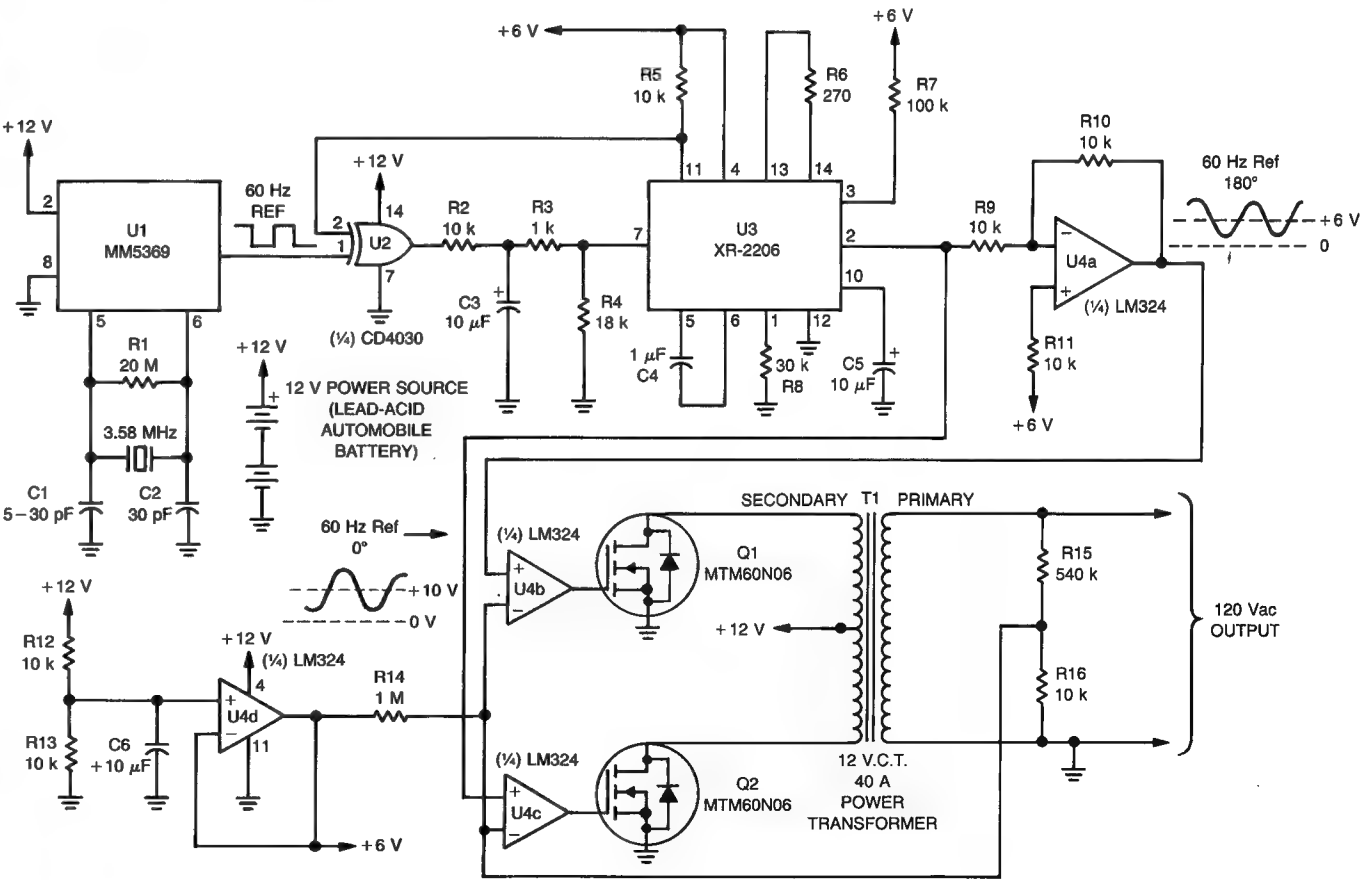 +6 V
+6 V
R5
10 k
R6
270
R7
100 k
+12 V
R10
10 k
60 Hz Ref
180°
+6 V
0
2
8
U1
MM5369
5
6
60 Hz
REF
+12 V
14
2
1
U2
7
(¼) CD4030
R2
10 k
R3
1 k
C3
+
10 μF
R4
18 k
11
4
13
14
3
7
U3
XR-2206
2
10
5
6
1
12
1 μF
C4
30 k
R8
C5
+
10 μF
R9
10 k
−
U4a
+
(¼) LM324
R11
10 k
+6 V
R1
20 M
3.58 MHz
C1
5–30 pF
C2
30 pF
+12 V
+
12 V POWER SOURCE
(LEAD-ACID
AUTOMOBILE
BATTERY)
60 Hz Ref
0°
+10 V
0 V
(¼) LM324
+
U4b
−
Q1
MTM60N06
SECONDARY T1 PRIMARY
+12 V
R15
540 k
R16
10 k
120 Vac
OUTPUT
+12 V
R12
10 k
R13
10 k
C6
+10 μF
+12 V
(¼) LM324
4
+
U4d
−
11
R14
1 M
+6 V
(¼) LM324
+
U4c
−
Q2
MTM60N06
12 V.C.T.
40 A
POWER
TRANSFORMER